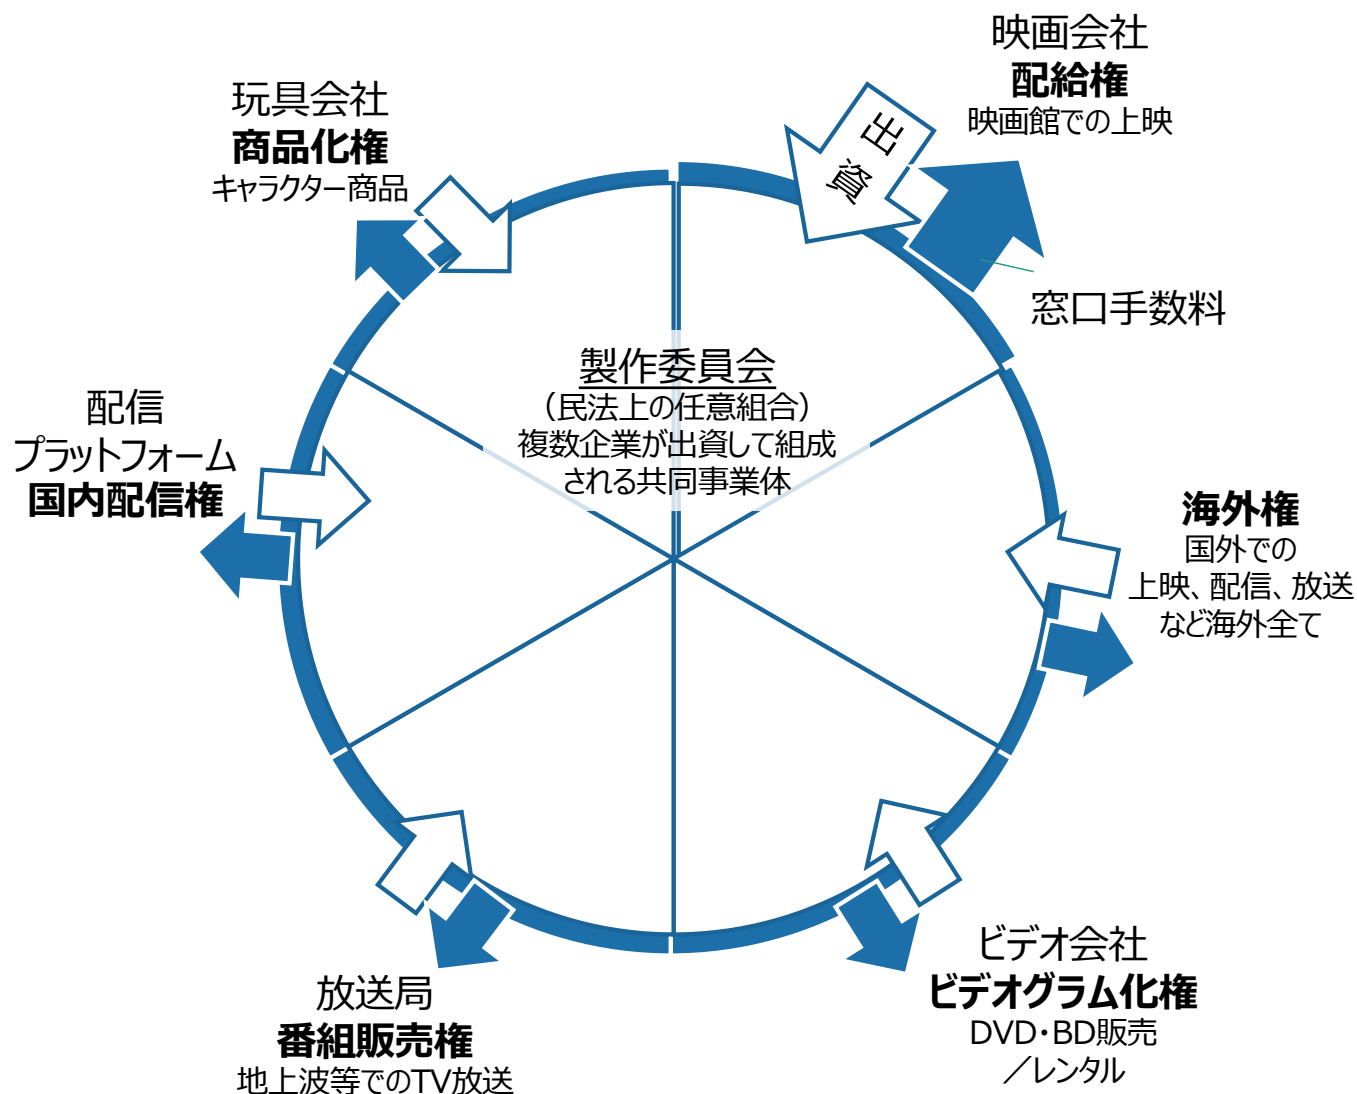 映画会社
配給権
映画館での上映
出
資
窓口手数料
玩具会社
商品化権
キャラクター商品
製作委員会
（民法上の任意組合）
複数企業が出資して組成
される共同事業体
配信
プラットフォーム
国内配信権
海外権
国外での
上映、配信、放送
など海外全て
ビデオ会社
ビデオグラム化権
DVD・BD販売
／レンタル
放送局
番組販売権
地上波等でのTV放送